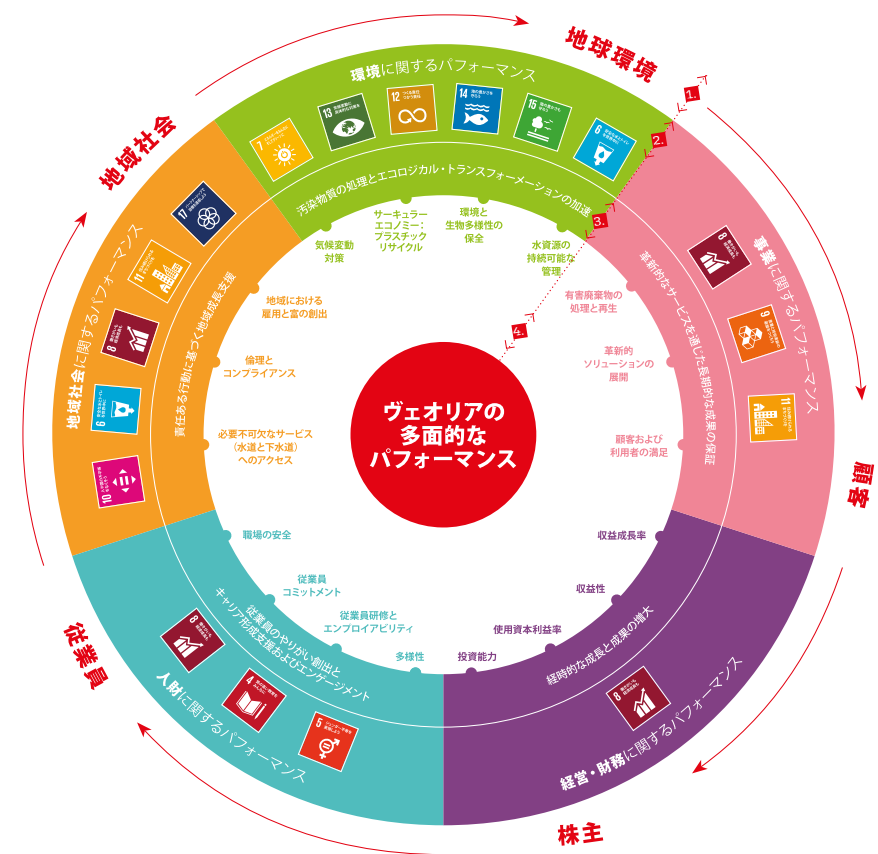 地球環境
1.
2.
3.
4.
環境に関するパフォーマンス
7
13
12
14
15
6
汚染物質の処理とエコロジカル・トランスフォーメーションの加速
気候変動
対策
サーキュラー
エコノミー:
プラスチック
リサイクル
環境と
生物多様性の
保全
水資源の
持続可能な
管理
顧客
事業に関するパフォーマンス
8
9
11
革新的なサービスを通じた長期的な成果の保証
有害廃棄物の
処理と再生
革新的
ソリューションの
展開
顧客および
利用者の満足
株主
経営・財務に関するパフォーマンス
8
経時的な成長と成果の増大
収益成長率
収益性
使用資本利益率
投資能力
従業員
人財に関するパフォーマンス
8
4
5
従業員のやりがい創出と
キャリア形成支援およびエンゲージメント
職場の安全
従業員
コミットメント
従業員研修と
エンプロイアビリティ
多様性
地域社会
地域社会に関するパフォーマンス
17
11
8
6
10
責任ある行動に基づく地域成長支援
地域における
雇用と富の創出
倫理と
コンプライアンス
必要不可欠なサービス
(水道と下水道)
へのアクセス
ヴェオリアの
多面的な
パフォーマンス